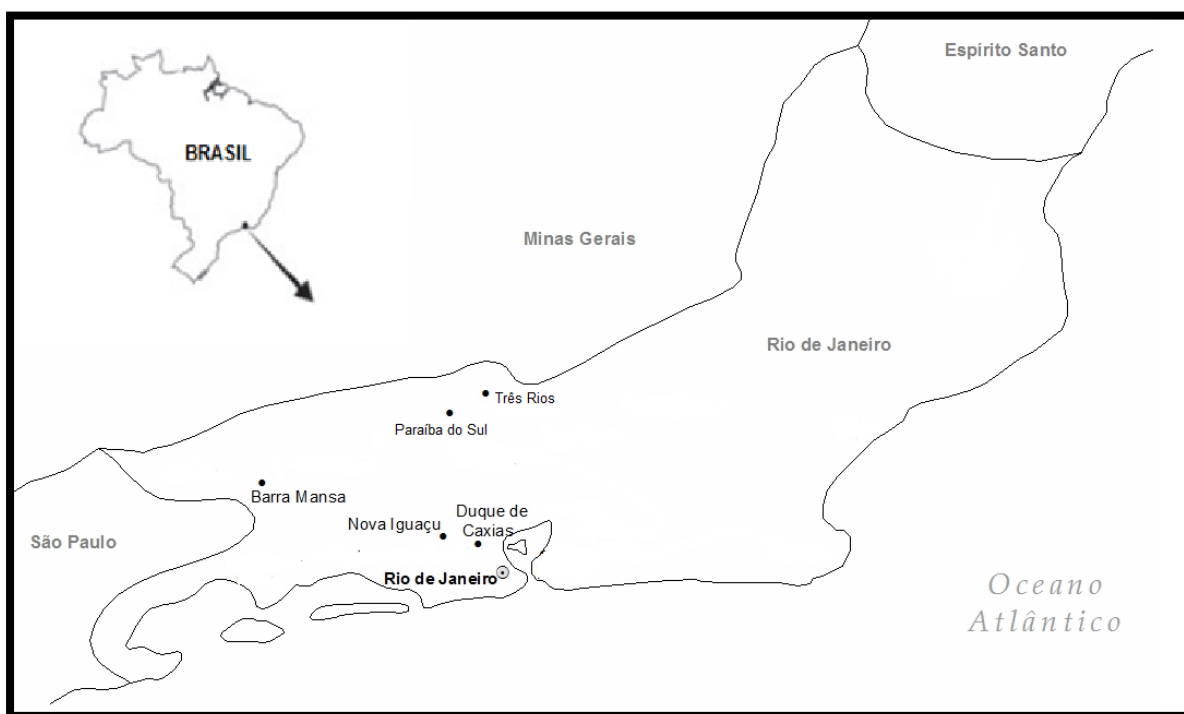 Espírito Santo
BRASIL
Minas Gerais
Rio de Janeiro
Três Rios
Paraíba do Sul
Barra Mansa
Duque de
Caxias
Nova Iguaçu
São Paulo
Rio de Janeiro
Oceano
Atlântico